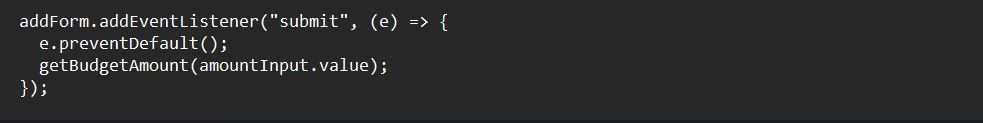 addForm.addEventListener("submit", (e) => {
  e.preventDefault();
  getBudgetAmount(amountInput.value);
});